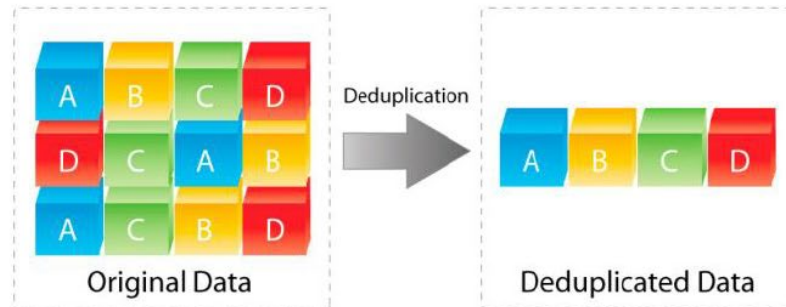 A B C D
Deduplication
D C A B
A B C D
A C B D
Original Data
Deduplicated Data